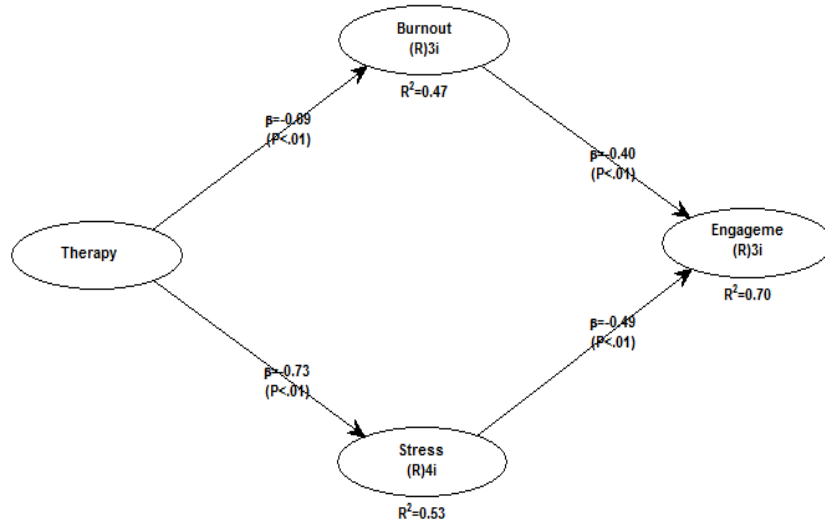 Burnout
(R)3i
R²=0.47
β=-0.69
(P<.01)
β=-0.40
(P<.01)
Therapy
Engageme
(R)3i
R²=0.70
β=-0.73
(P<.01)
β=-0.49
(P<.01)
Stress
(R)4i
R²=0.53